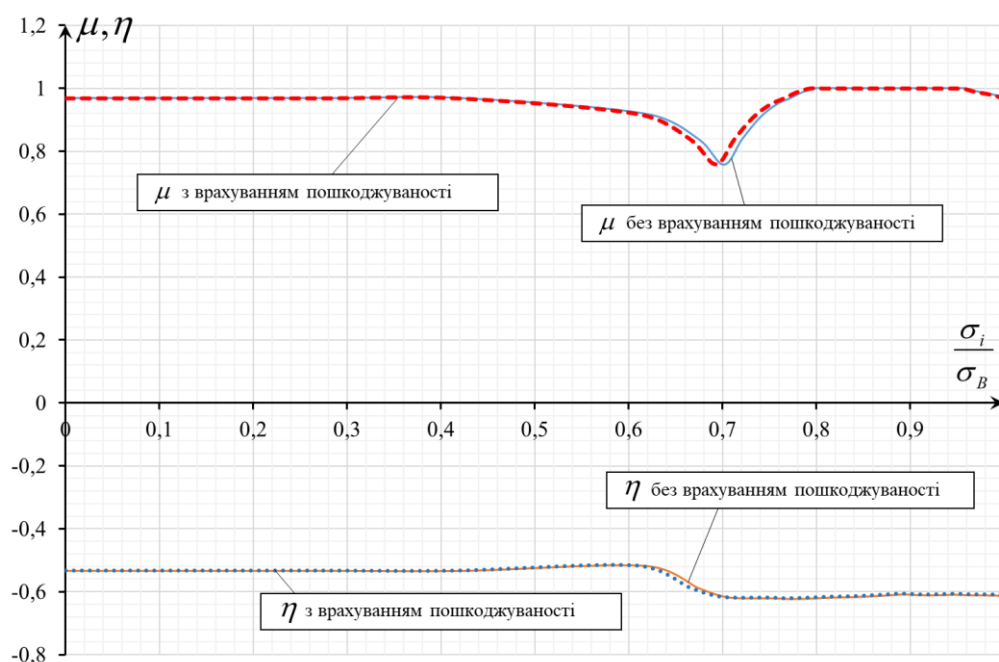 1,2
μ, η
1
0,8
μ з врахуванням пошкоджуваності
0,6
μ без врахуванням пошкоджуваності
0,4
0,2
σi
σB
0
0 0,1 0,2 0,3 0,4 0,5 0,6 0,7 0,8 0,9
-0,2
η без врахуванням пошкоджуваності
-0,4
-0,6
η з врахуванням пошкоджуваності
-0,8